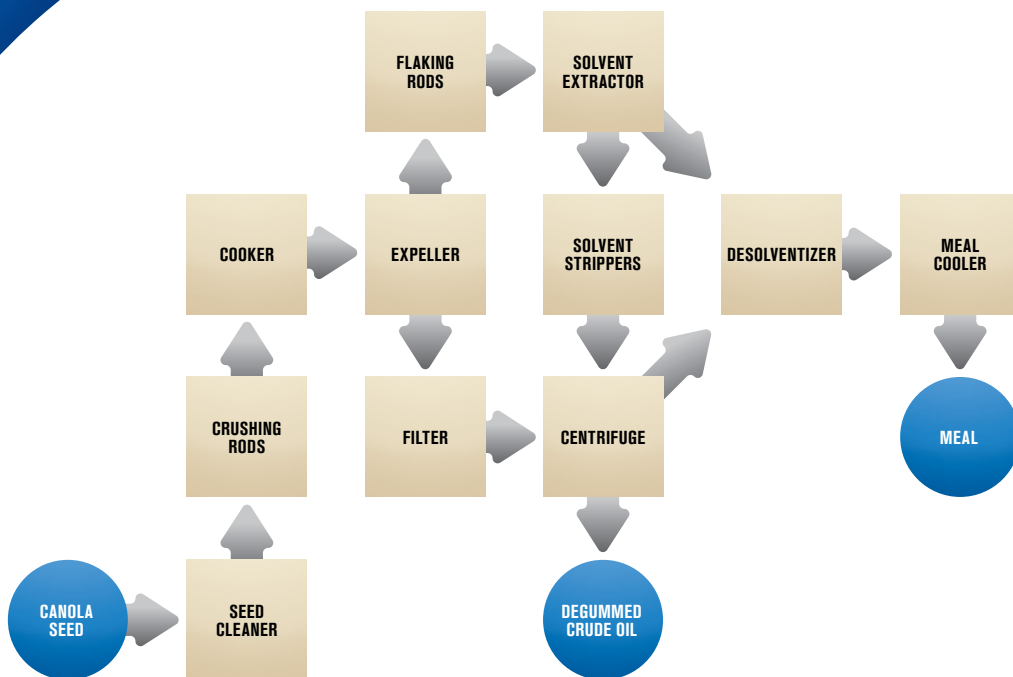 FLAKING
RODS
SOLVENT
EXTRACTOR
COOKER
EXPELLER
SOLVENT
STRIPPERS
DESOLVENTIZER
MEAL
COOLER
CRUSHING
RODS
FILTER
CENTRIFUGE
MEAL
CANOLA
SEED
SEED
CLEANER
DEGUMMED
CRUDE OIL